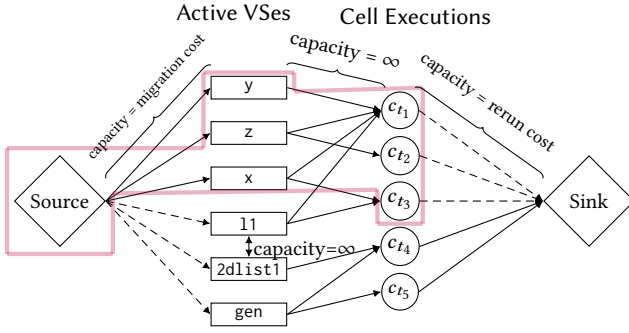 Active VSes
Cell Executions
capacity = migration cost
capacity = ∞
capacity = rerun cost
y
z
x
l1
capacity=∞
2dlist1
gen
c_{t_1}
c_{t_2}
c_{t_3}
c_{t_4}
c_{t_5}
Source
Sink